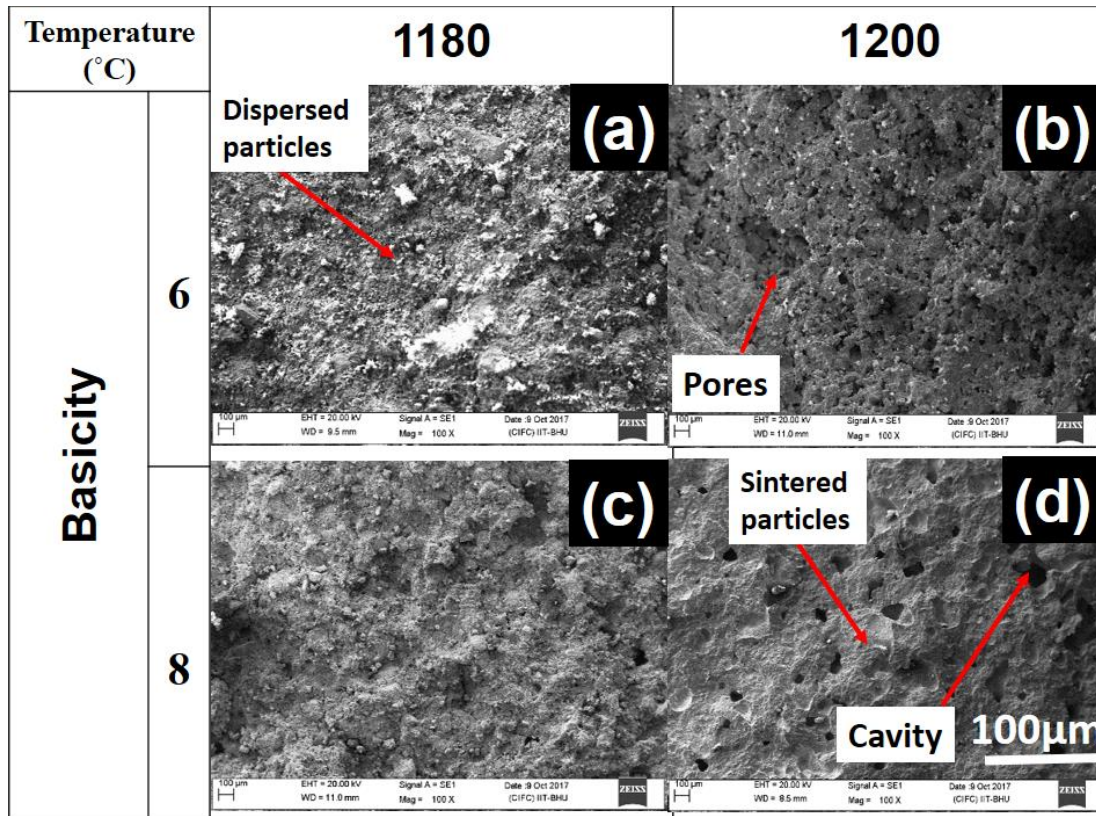 Temperature
(˚C)
1180
1200
Basicity
6
Dispersed
particles
(a)
100 µm
EHT = 20.00 kV
WD = 9.5 mm
Signal A = SE1
Mag = 100 X
Date :9 Oct 2017
(CIFC) IIT-BHU
ZEISS
(b)
Pores
100 µm
EHT = 20.00 kV
WD = 11.0 mm
Signal A = SE1
Mag = 100 X
Date :9 Oct 2017
(CIFC) IIT-BHU
ZEISS
8
(c)
100 µm
EHT = 20.00 kV
WD = 11.0 mm
Signal A = SE1
Mag = 100 X
Date :9 Oct 2017
(CIFC) IIT-BHU
ZEISS
Sintered
particles
(d)
Cavity
100µm
100 µm
EHT = 20.00 kV
WD = 8.5 mm
Signal A = SE1
Mag = 100 X
Date :9 Oct 2017
(CIFC) IIT-BHU
ZEISS